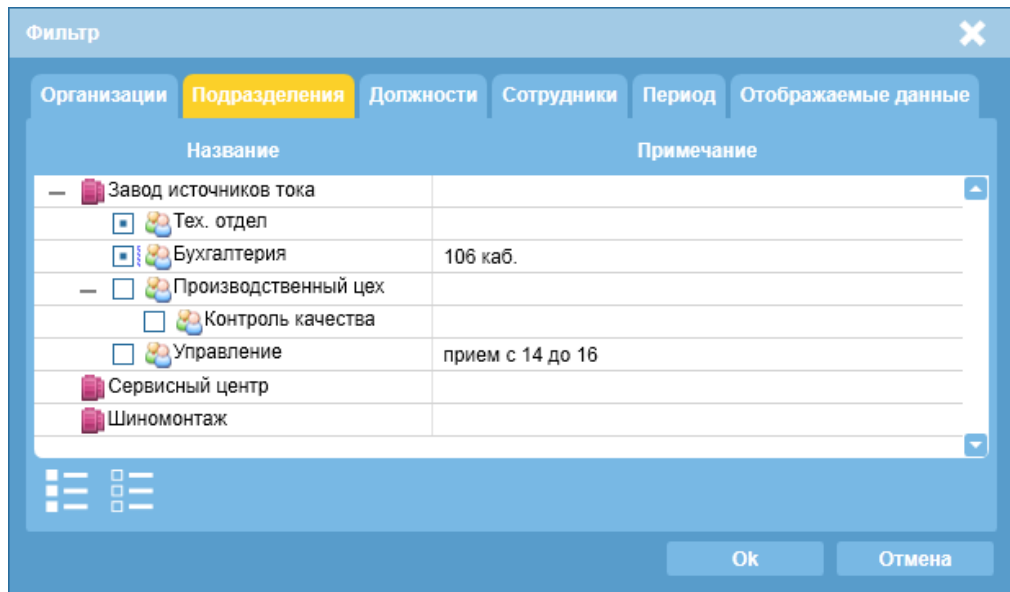 Фильтр
Организации Подразделения Должности Сотрудники Период Отображаемые данные
Название Примечание
Завод источников тока
Тех. отдел
Бухгалтерия 106 каб.
Производственный цех
Контроль качества
Управление прием с 14 до 16
Сервисный центр
Шиномонтаж
Ok Отмена